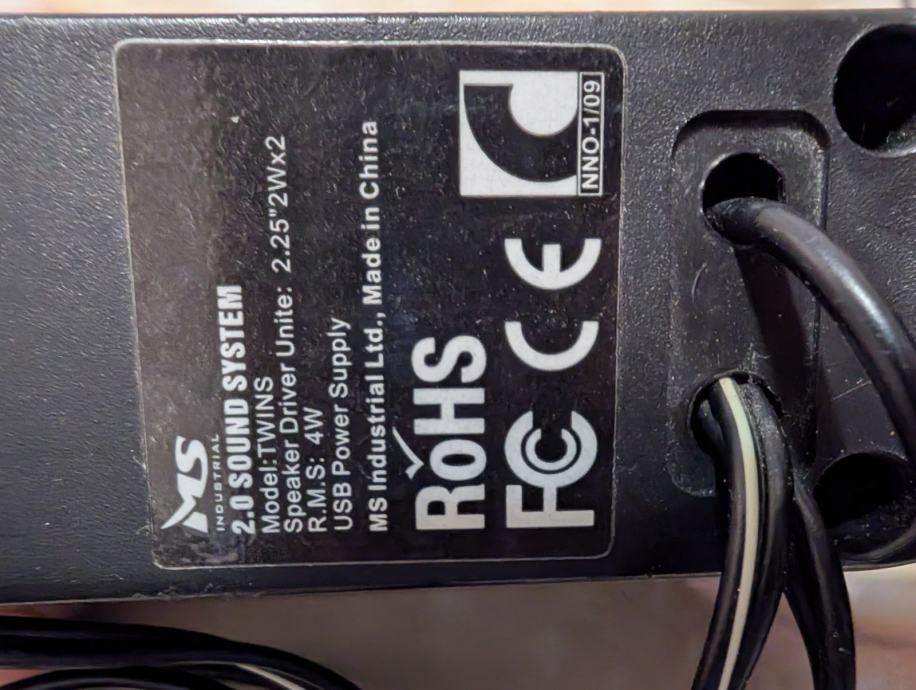 MS
INDUSTRIAL
2.0 SOUND SYSTEM
Model:TWINS
Speaker Driver Unite: 2.25"2Wx2
R.M.S: 4W
USB Power Supply
MS Industrial Ltd., Made in China
RoHS
FC CE
NNO-1/09